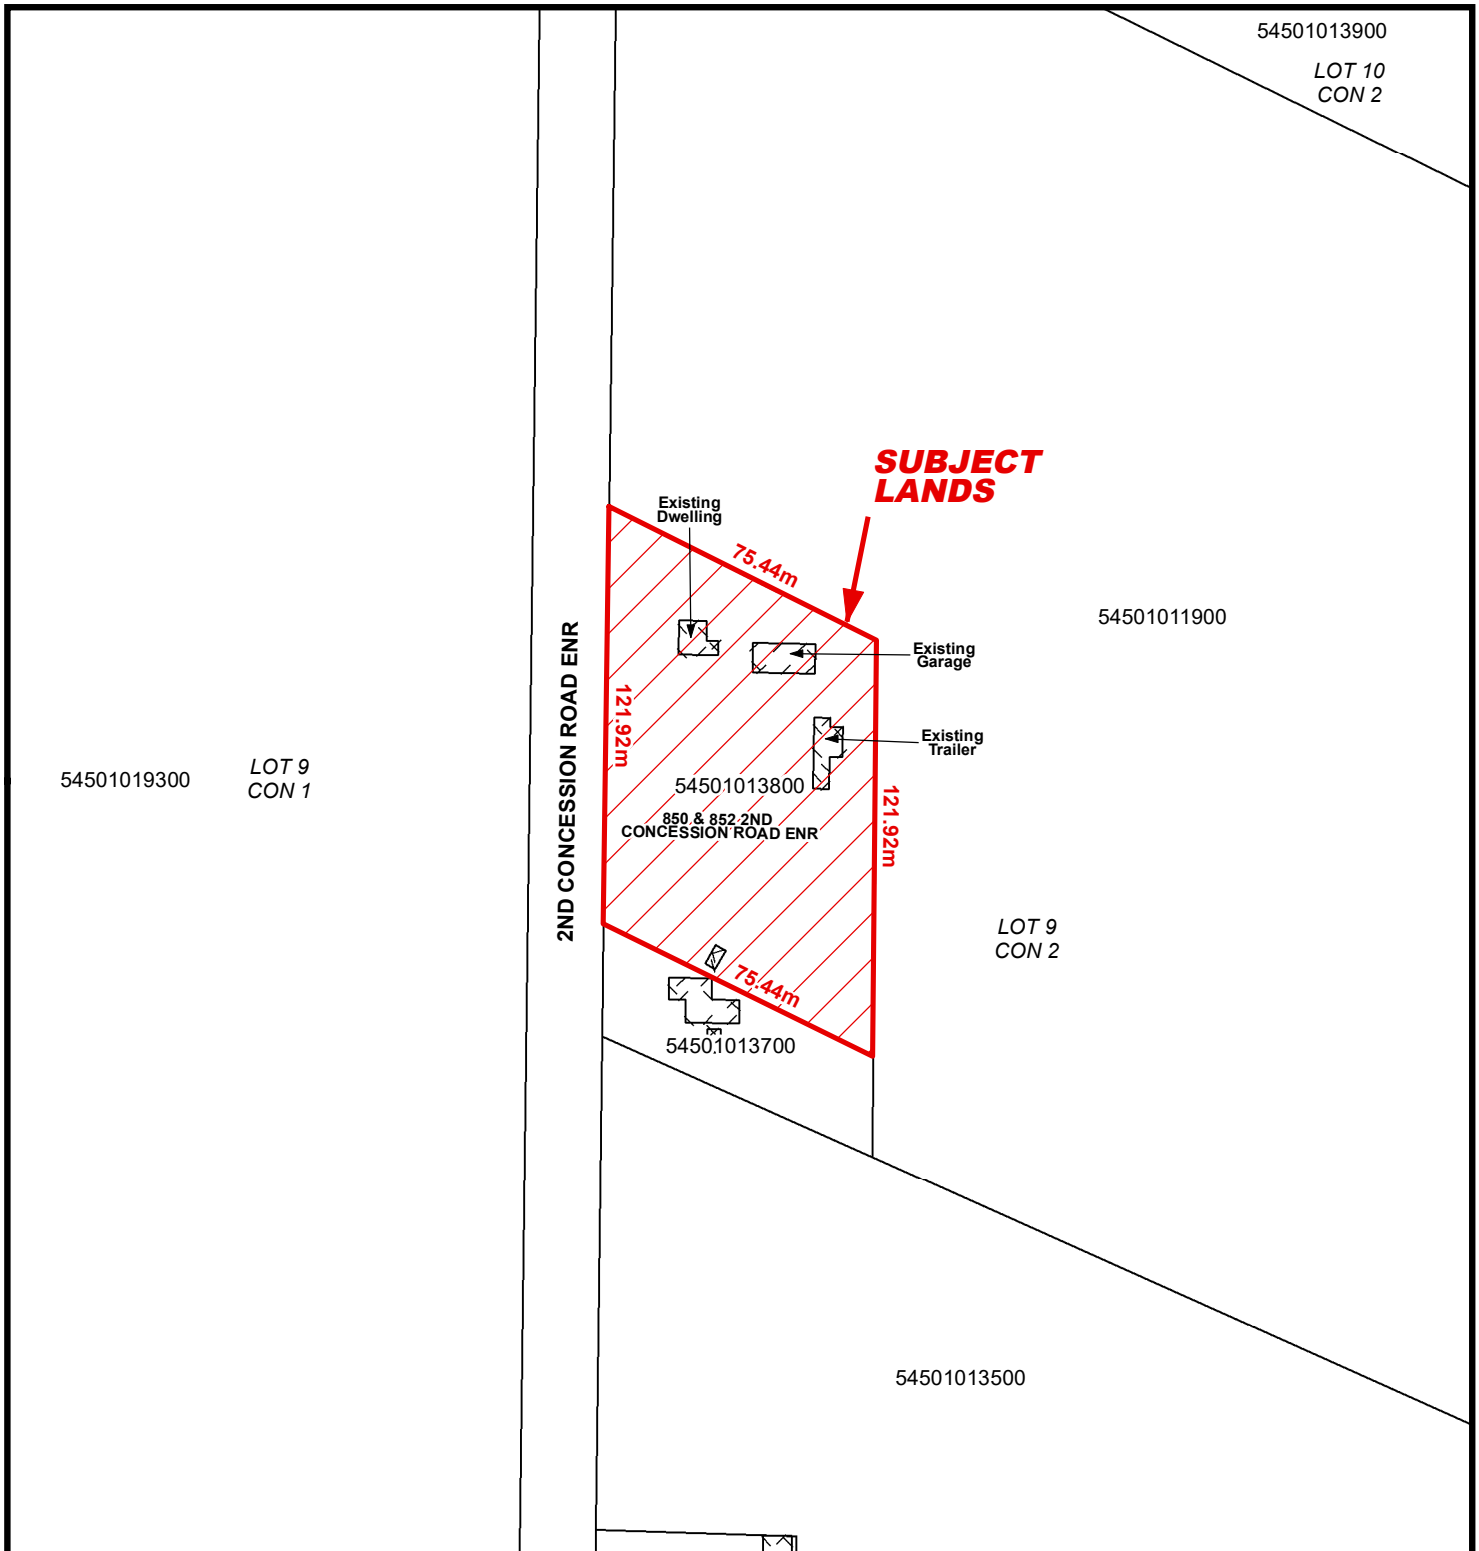 54501013900
LOT 10
CON 2
SUBJECT
LANDS
Existing
Dwelling
75.44m
54501011900
Existing
Garage
2ND CONCESSION ROAD ENR
121.92m
Existing
Trailer
54501019300
LOT 9
CON 1
54501013800
121.92m
850 & 852 2ND
CONCESSION ROAD ENR
LOT 9
CON 2
75.44m
54501013700
54501013500